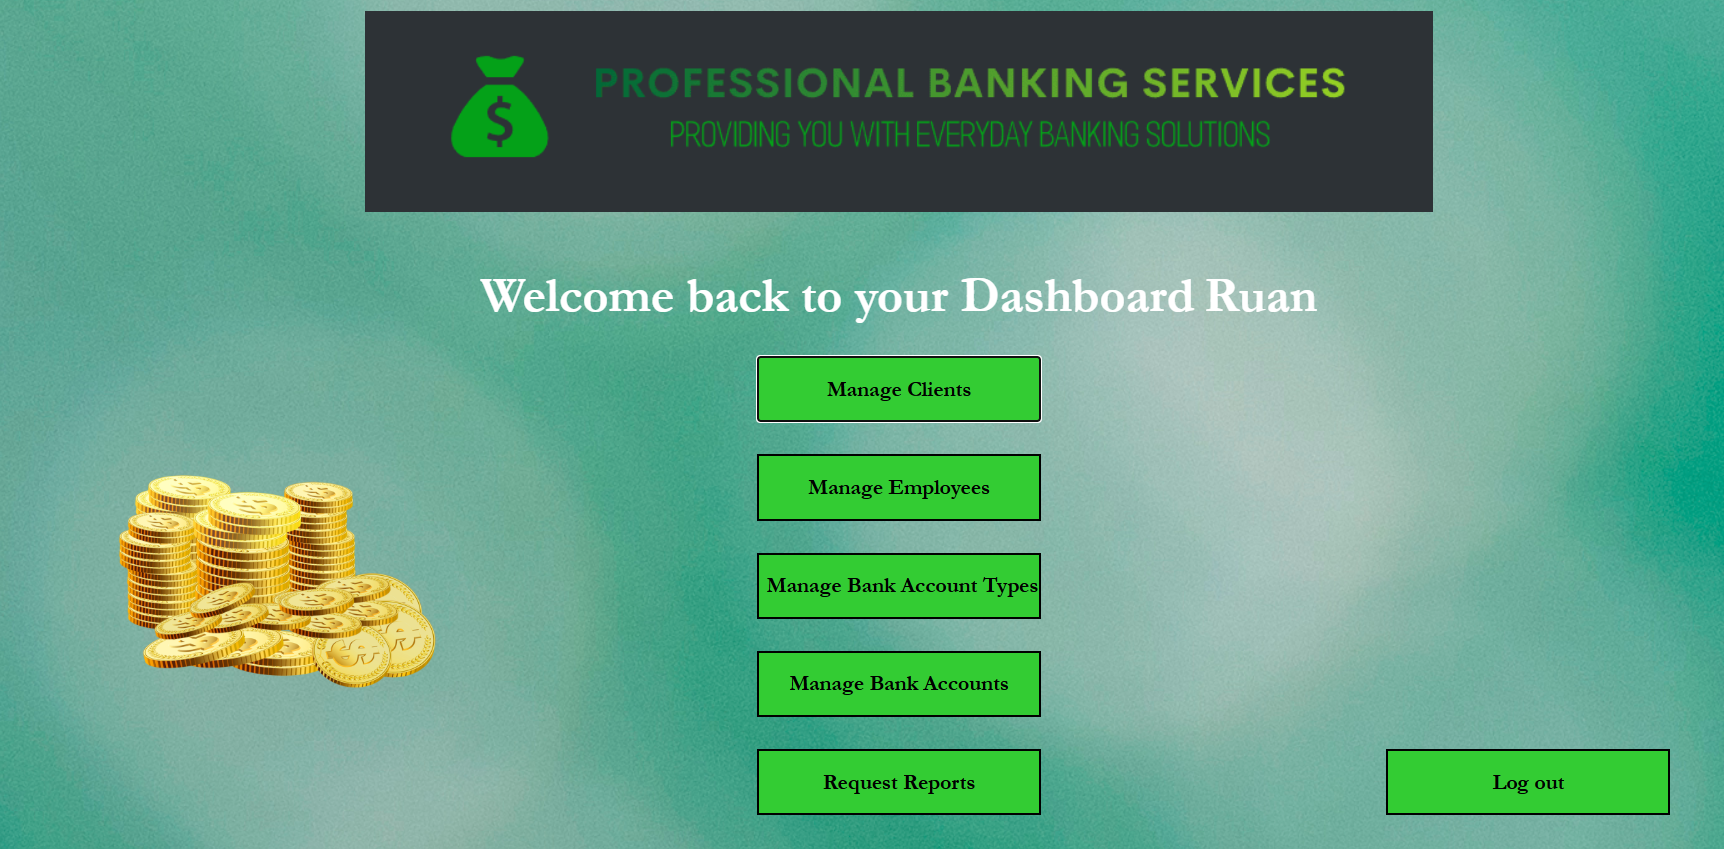 PROFESSIONAL BANKING SERVICES
PROVIDING YOU WITH EVERYDAY BANKING SOLUTIONS
$
Welcome back to your Dashboard Ruan
Manage Clients
Manage Employees
Manage Bank Account Types
Manage Bank Accounts
Request Reports
Log out